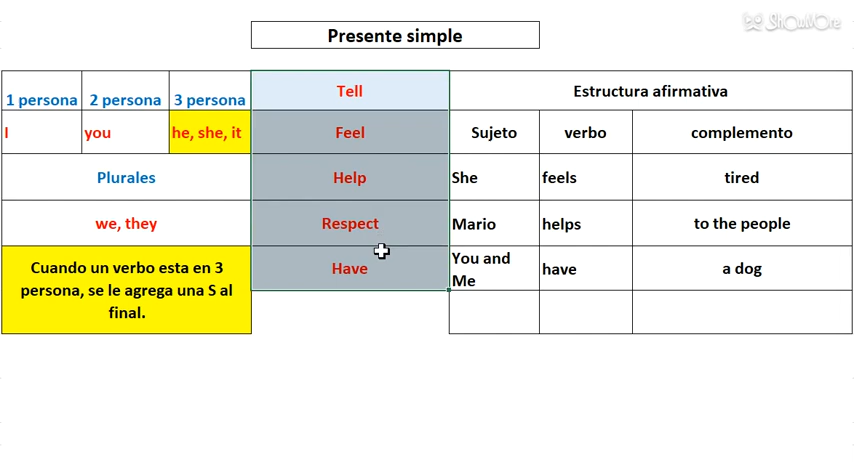 ShowMore
Presente simple
1 persona 2 persona 3 persona Tell Estructura afirmativa
I you he, she, it Feel Sujeto verbo complemento
Plurales Help She feels tired
we, they Respect Mario helps to the people
Cuando un verbo esta en 3
persona, se le agrega una S al
final.
Have
You and
Me
have a dog